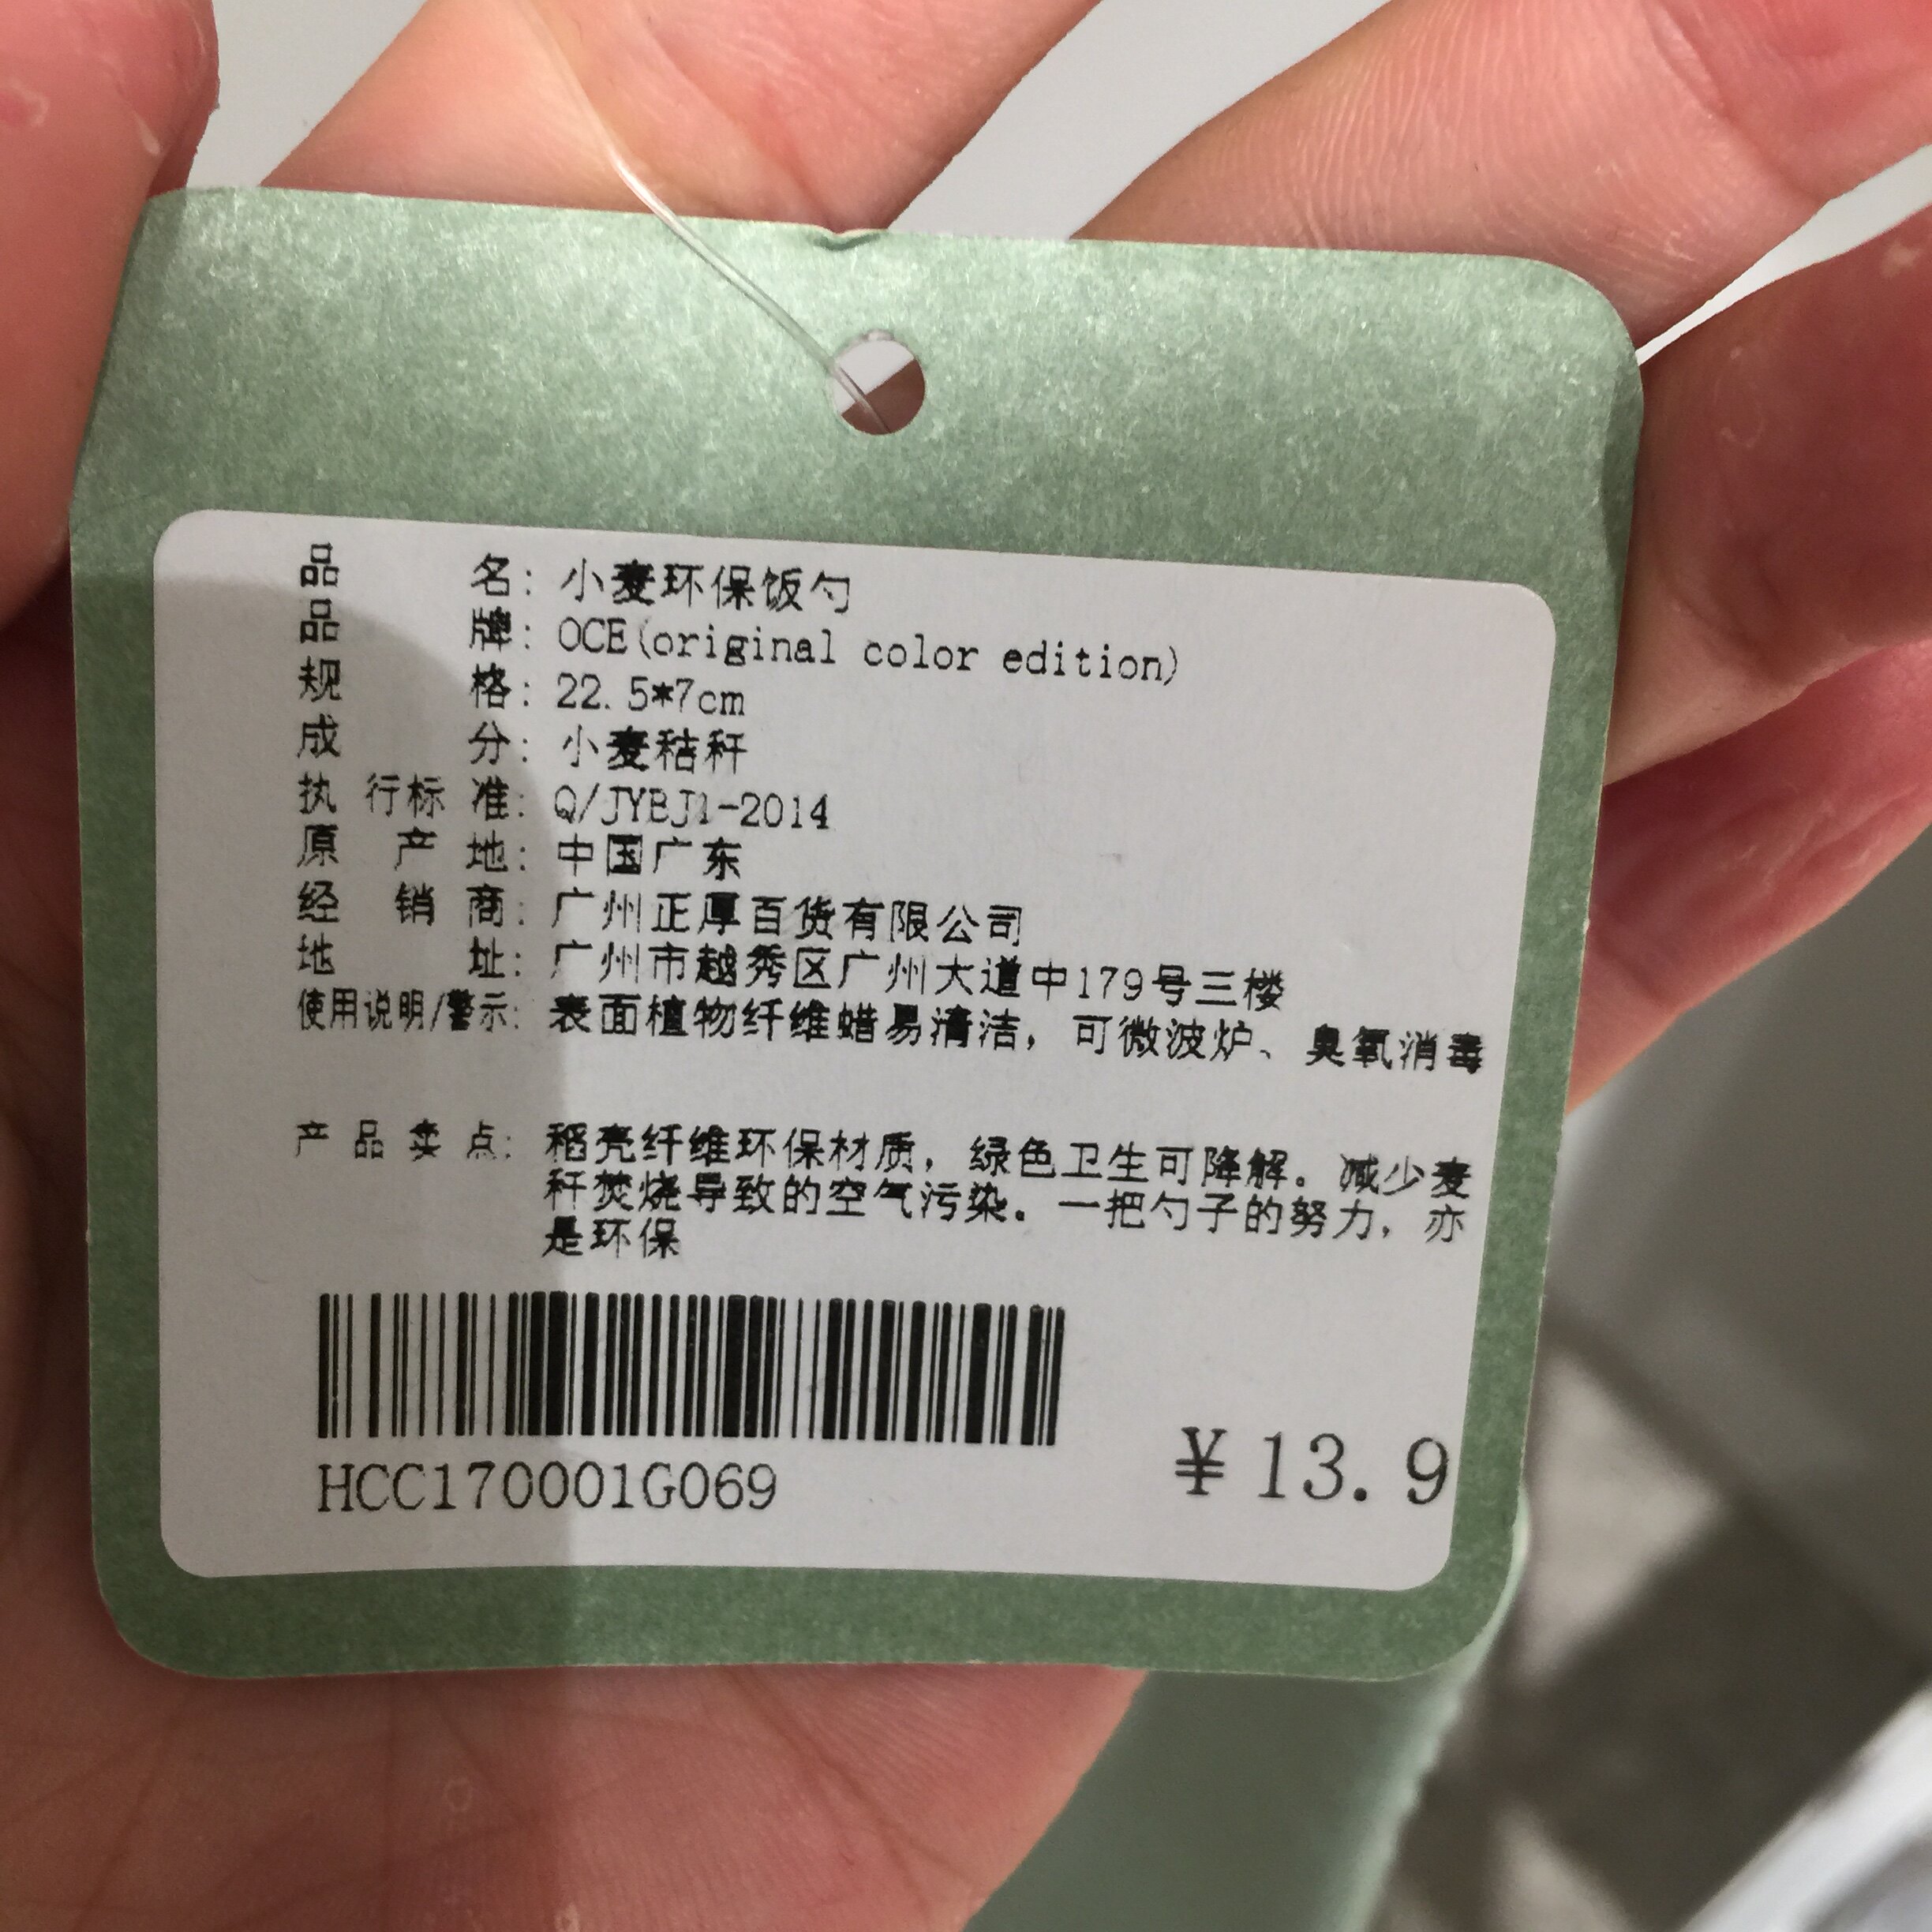 品名：小麦环保饭勺
品牌：OCE(original color edition)
规格：22.5*7cm
成分：小麦秸秆
执行标准：Q/JYBJ1-2014
原产地：中国广东
经销商：广州正厚百货有限公司
地址：广州市越秀区广州大道中179号三楼
使用说明/警示：表面植物纤维蜡易清洁，可微波炉、臭氧消毒
产品卖点：稻壳纤维环保材质，绿色卫生可降解。减少麦
秆焚烧导致的空气污染。一把勺子的努力，亦
是环保
HCC170001G069
¥13.9